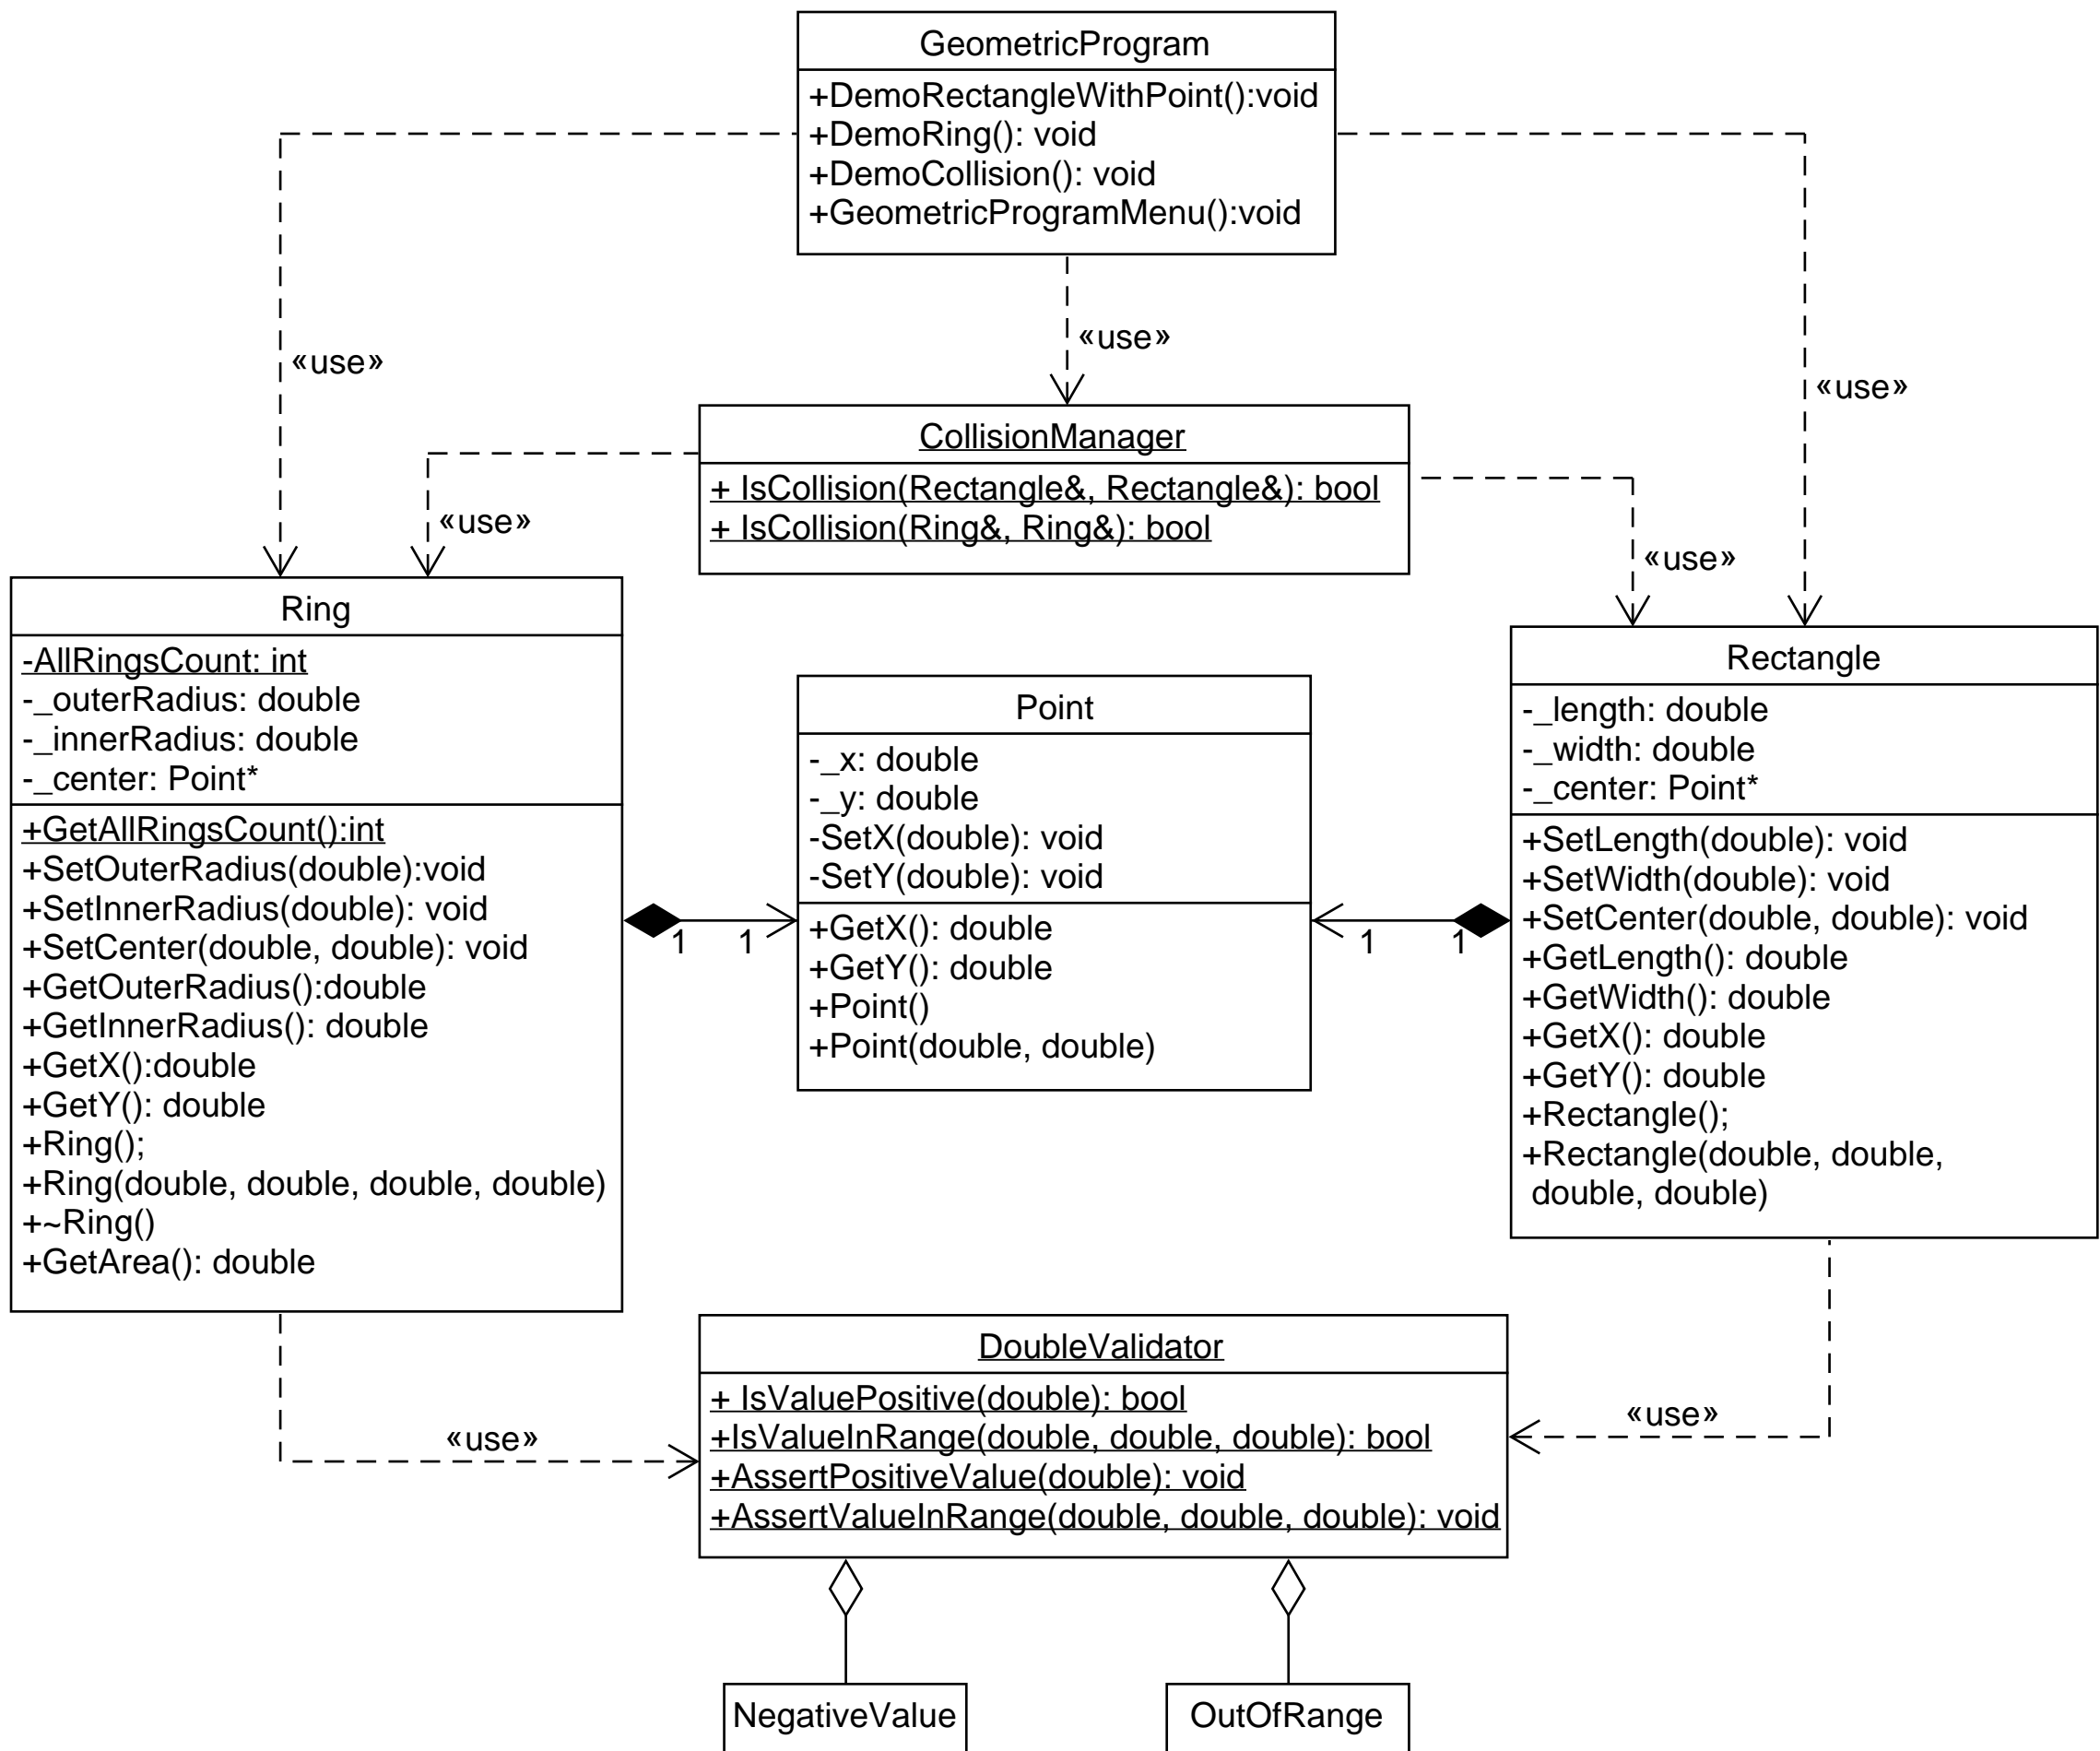 GeometricProgram
+DemoRectangleWithPoint():void
+DemoRing(): void
+DemoCollision(): void
+GeometricProgramMenu():void
«use»
«use»
«use»
CollisionManager
+ IsCollision(Rectangle&, Rectangle&): bool
+ IsCollision(Ring&, Ring&): bool
«use»
«use»
Ring
-AllRingsCount: int
-_outerRadius: double
-_innerRadius: double
-_center: Point*
+GetAllRingsCount():int
+SetOuterRadius(double):void
+SetInnerRadius(double): void
+SetCenter(double, double): void
+GetOuterRadius():double
+GetInnerRadius(): double
+GetX():double
+GetY(): double
+Ring();
+Ring(double, double, double, double)
+~Ring()
+GetArea(): double
1
1
Point
-_x: double
-_y: double
-SetX(double): void
-SetY(double): void
+GetX(): double
+GetY(): double
+Point()
+Point(double, double)
1
1
Rectangle
-_length: double
-_width: double
-_center: Point*
+SetLength(double): void
+SetWidth(double): void
+SetCenter(double, double): void
+GetLength(): double
+GetWidth(): double
+GetX(): double
+GetY(): double
+Rectangle();
+Rectangle(double, double,
double, double)
«use»
«use»
DoubleValidator
+ IsValuePositive(double): bool
+IsValueInRange(double, double, double): bool
+AssertPositiveValue(double): void
+AssertValueInRange(double, double, double): void
NegativeValue
OutOfRange